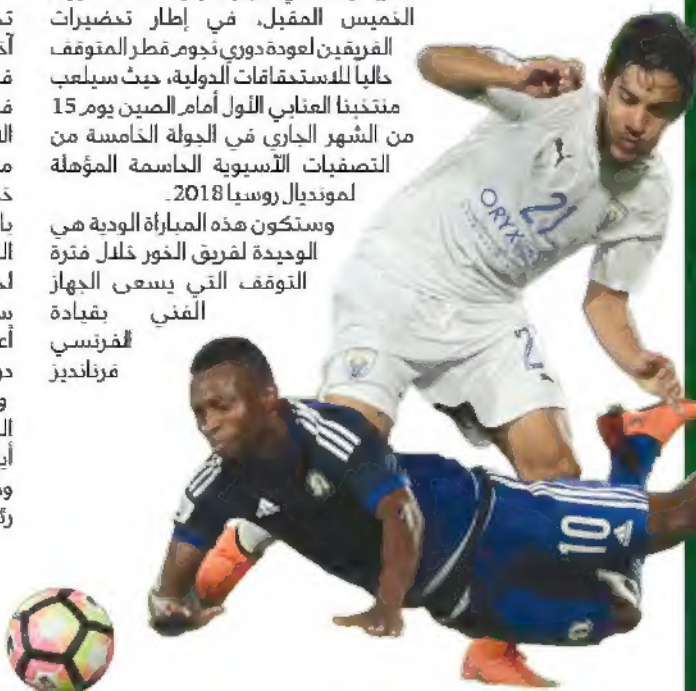 الخميس المقبل، في إطار تحضيرات
الفريقين لعودة دوري نجوم قطر المتوقف
حالياً للاستحقاقات الدولية، حيث سيلعب
منتخبنا العنابي الأول أمام الصين يوم 15
من الشهر الجاري في الجولة الخامسة من
التصفيات الآسيوية الحاسمة المؤهلة
لمونديال روسيا 2018.
وستكون هذه المباراة الودية هي
الوحيدة لفريق الخور خلال فترة
التوقف التي يسعى الجهاز
الفني بقيادة
الفرنسي
فرنانديز
21
ORYX
10